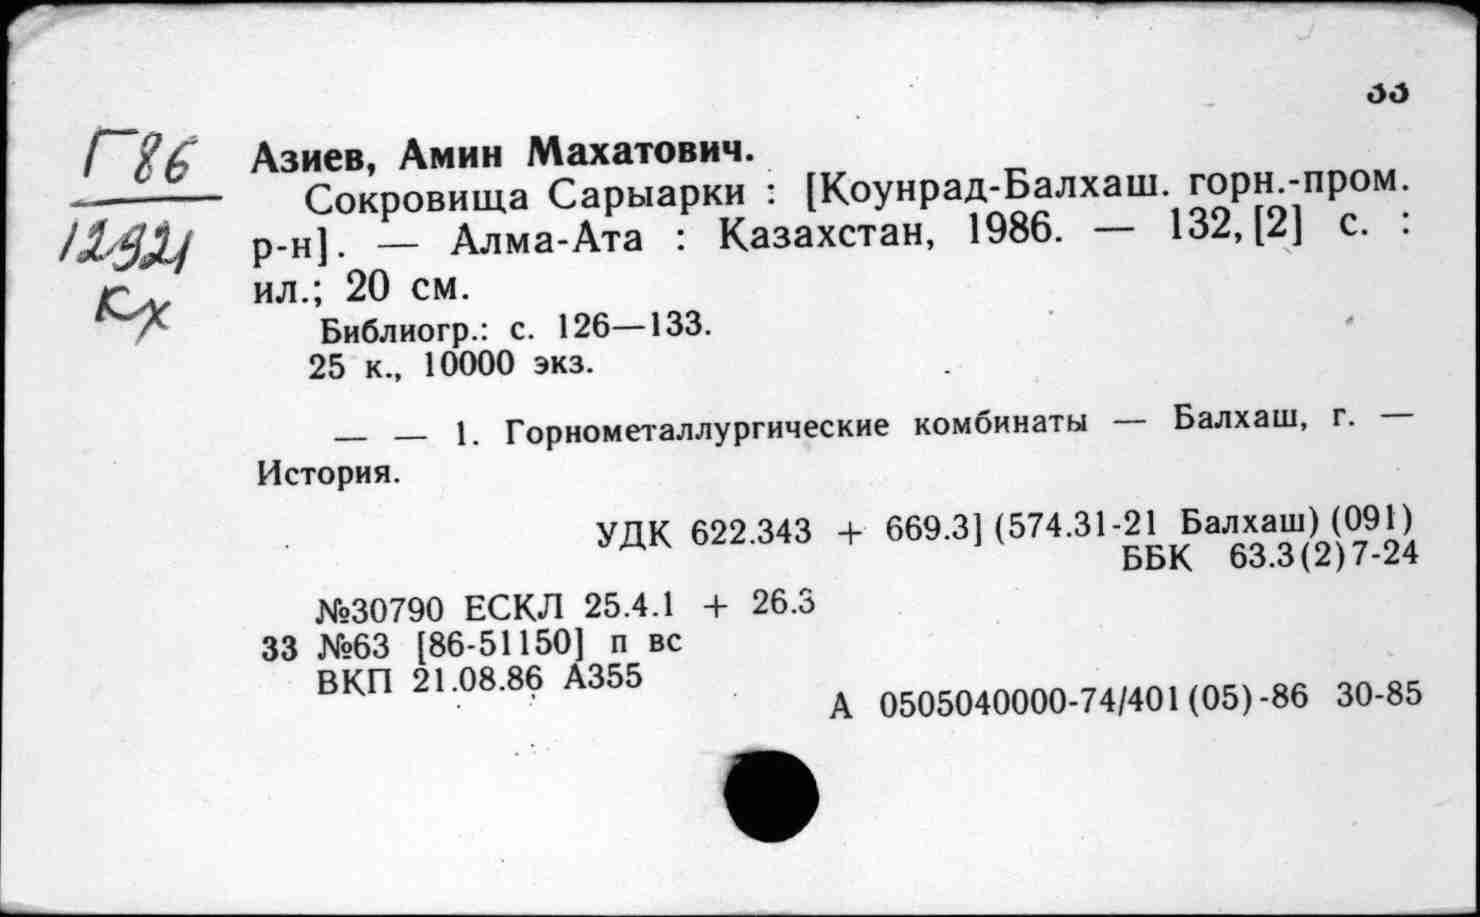 33
Г86
12921
Кх
Азиев, Амин Махатович.
Сокровища Сарыарки : [Коунрад-Балхаш. горн.-пром.
р-н]. — Алма-Ата : Казахстан, 1986. — 132, [2] с. :
ил.; 20 см.
Библиогр.: с. 126—133.
25 к., 10000 экз.
— — 1. Горнометаллургические комбинаты — Балхаш, г. —
История.
УДК 622.343 + 669.3] (574.31-21 Балхаш) (091)
ББК 63.3(2)7-24
№30790 ЕСКЛ 25.4.1 + 26.3
33 №63 [86-51150] п вс
ВКП 21.08.86 А355
А 0505040000-74/401 (05) -86 30-85